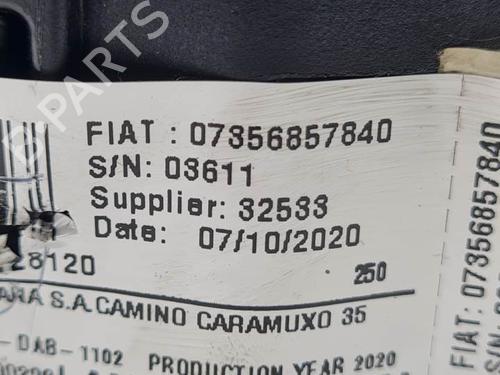 B PARTS
FIAT : 07356857840
S/N: 03611
Supplier: 32533
Date: 07/10/2020
28120
250
ARA S.A. CAMINO CARAMUXO 35
- DAB-1102 PRODUCTION YEAR 2020
FIAT: 07356857840
S/N: